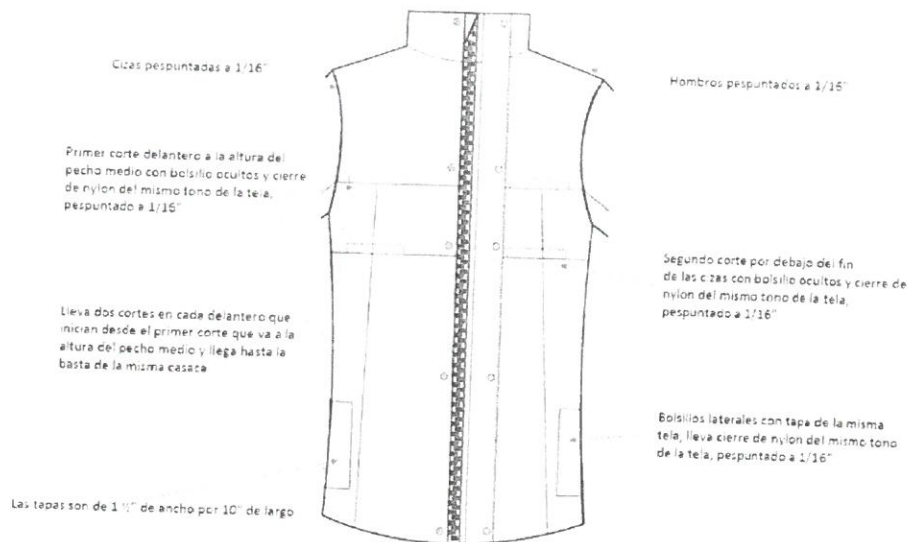 Cizas pespuntadas a 1/16"
Hombros pespuntados a 1/16"
Primer corte delantero a la altura del
pecho medio con bolsillo ocultos y cierre
de nylon del mismo tono de la tela,
pespuntado a 1/16"
Segundo corte por debajo del fin
de las cizas con bolsillo ocultos y cierre de
nylon del mismo tono de la tela,
pespuntado a 1/16"
Lleva dos cortes en cada delantero que
inician desde el primer corte que va a la
altura del pecho medio y llega hasta la
basta de la misma casaca
Bolsillos laterales con tapa de la misma
tela, lleva cierre de nylon del mismo tono
de la tela, pespuntado a 1/16"
Las tapas son de 1 ½" de ancho por 10" de largo